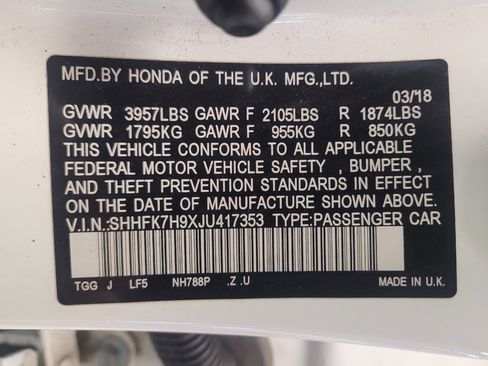 MFD.BY HONDA OF THE U.K. MFG.,LTD.
03/18
GVWR 3957LBS GAWR F 2105LBS R 1874LBS
GVWR 1795KG GAWR F 955KG R 850KG
THIS VEHICLE CONFORMS TO ALL APPLICABLE
FEDERAL MOTOR VEHICLE SAFETY , BUMPER ,
AND THEFT PREVENTION STANDARDS IN EFFECT
ON THE DATE OF MANUFACTURE SHOWN ABOVE.
V.I.N.:SHHFK7H9XJU417353 TYPE:PASSENGER CAR
TGG J LF5 NH788P .Z .U MADE IN U.K.